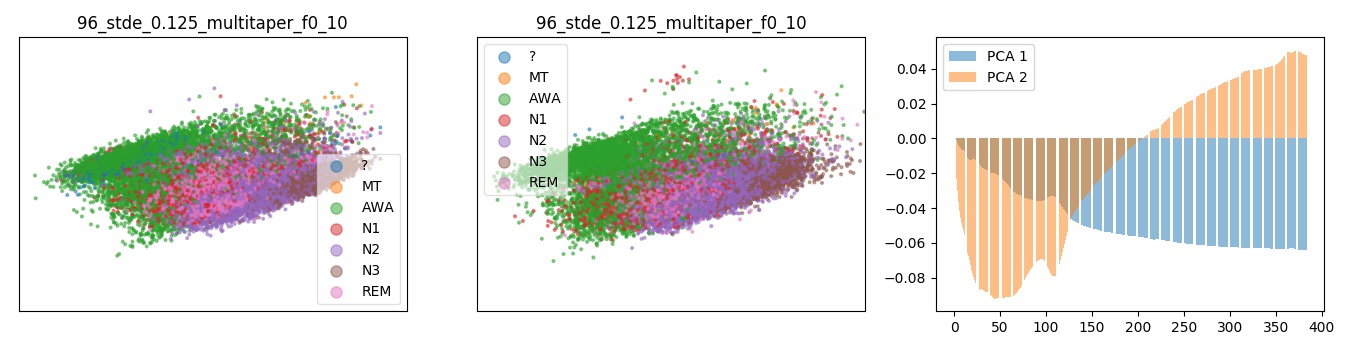 96_stde_0.125_multitaper_f0_10
?
MT
AWA
N1
N2
N3
REM
96_stde_0.125_multitaper_f0_10
?
MT
AWA
N1
N2
N3
REM
PCA 1
PCA 2
0.04
0.02
0.00
−0.02
−0.04
−0.06
−0.08
0 50 100 150 200 250 300 350 400